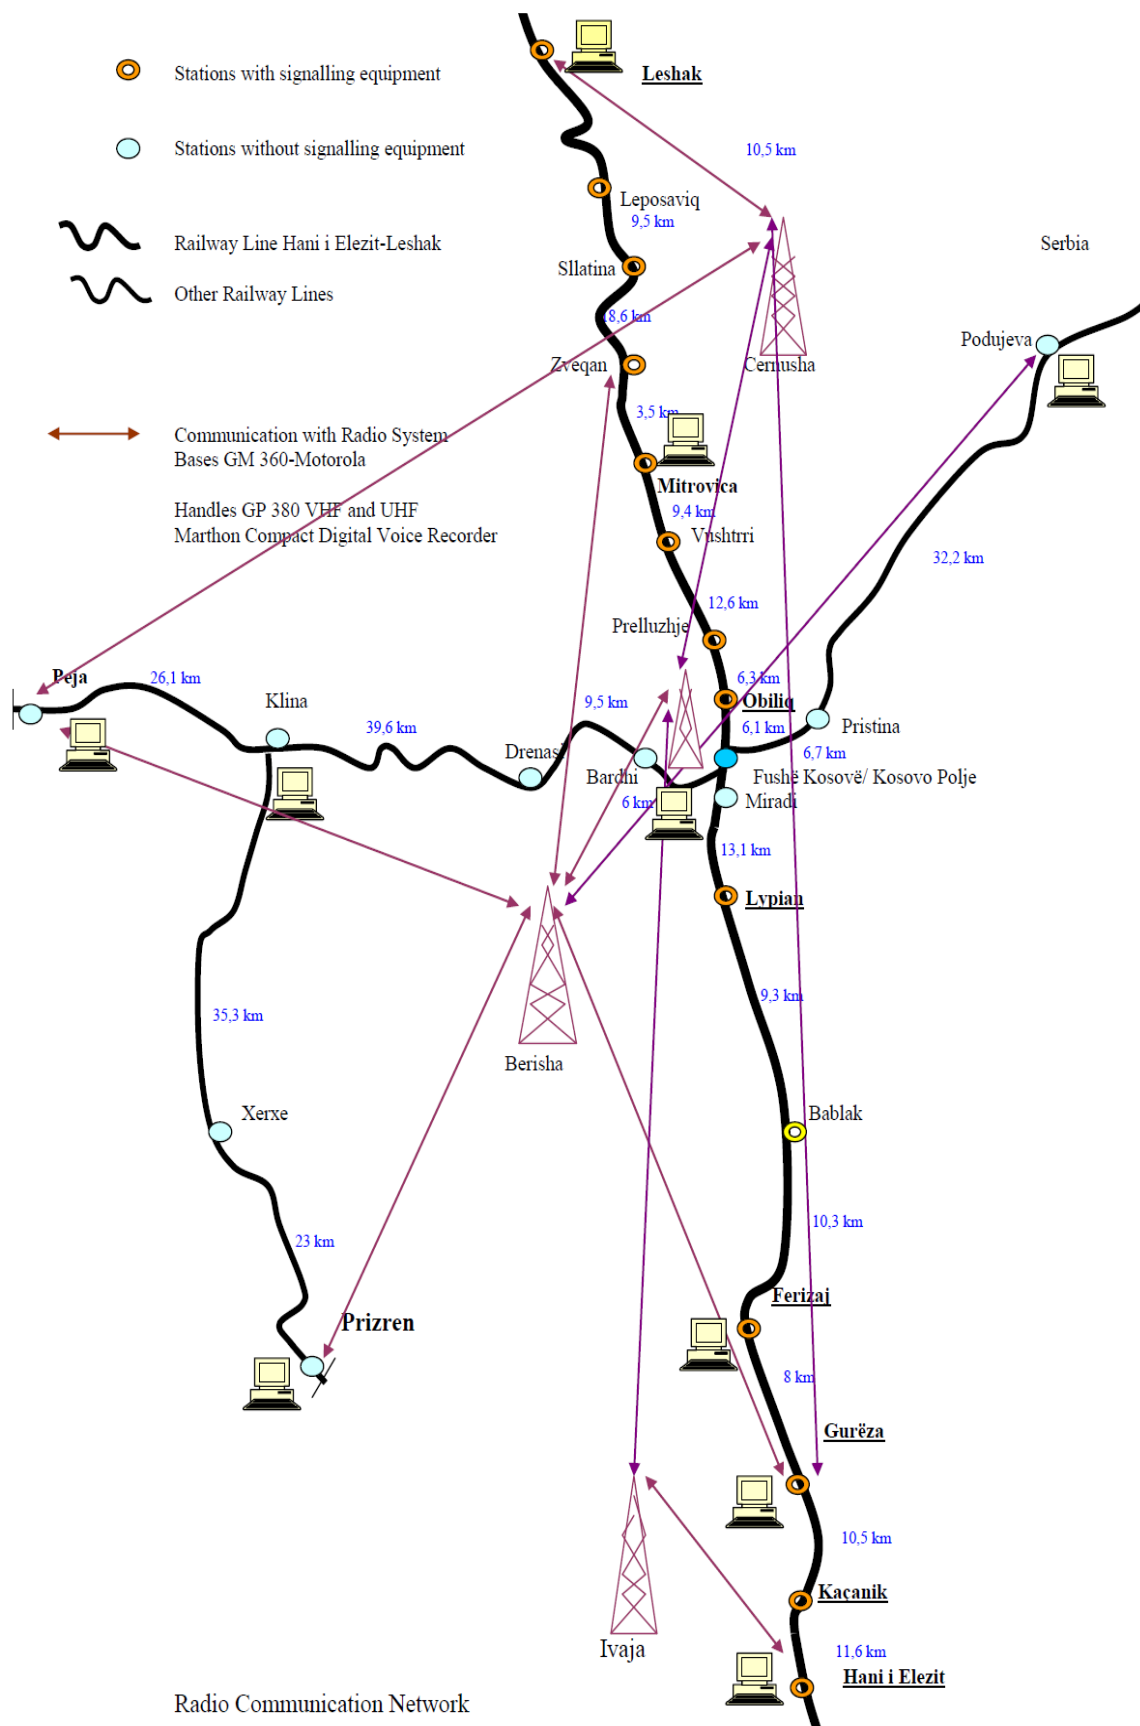 Stations with signalling equipment
Leshak
Stations without signalling equipment
10,5 km
Leposaviq
9,5 km
Railway Line Hani i Elezit-Leshak
Serbia
Sllatina
Other Railway Lines
18,6 km
Podujeva
Zveqan
Cernusha
3,5 km
Communication with Radio System
Bases GM 360-Motorola
Mitrovica
Handles GP 380 VHF and UHF
9,4 km
Marthon Compact Digital Voice Recorder
Vushtrri
32,2 km
12,6 km
Prelluzhje
Peja
26,1 km
6,3 km
Klina
9,5 km
Obiliq
39,6 km
6,1 km
Pristina
Drenas
Bardhi
6,7 km
Fushë Kosovë/ Kosovo Polje
6 km
Miradi
13,1 km
Lypian
9,3 km
35,3 km
Berisha
Xerxe
Bablak
10,3 km
23 km
Ferizaj
Prizren
8 km
Gurëza
10,5 km
Kaçanik
Ivaja
11,6 km
Hani i Elezit
Radio Communication Network